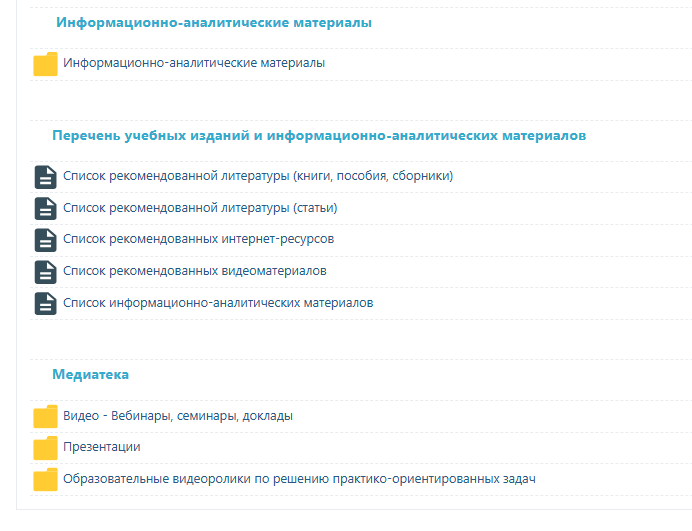 Информационно-аналитические материалы
Информационно-аналитические материалы
Перечень учебных изданий и информационно-аналитических материалов
Список рекомендованной литературы (книги, пособия, сборники)
Список рекомендованной литературы (статьи)
Список рекомендованных интернет-ресурсов
Список рекомендованных видеоматериалов
Список информационно-аналитических материалов
Медиатека
Видео - Вебинары, семинары, доклады
Презентации
Образовательные видеоролики по решению практико-ориентированных задач